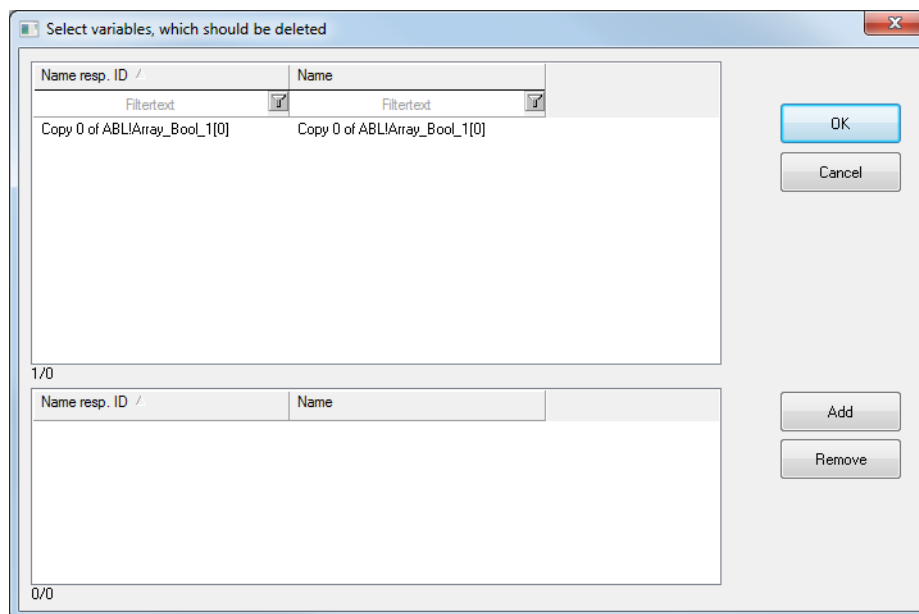 Select variables, which should be deleted
Name resp. ID Name
Filtertext Filtertext
Copy 0 of ABL!Array_Bool_1[0] Copy 0 of ABL!Array_Bool_1[0]
OK
Cancel
1/0
Name resp. ID Name
Add
Remove
0/0